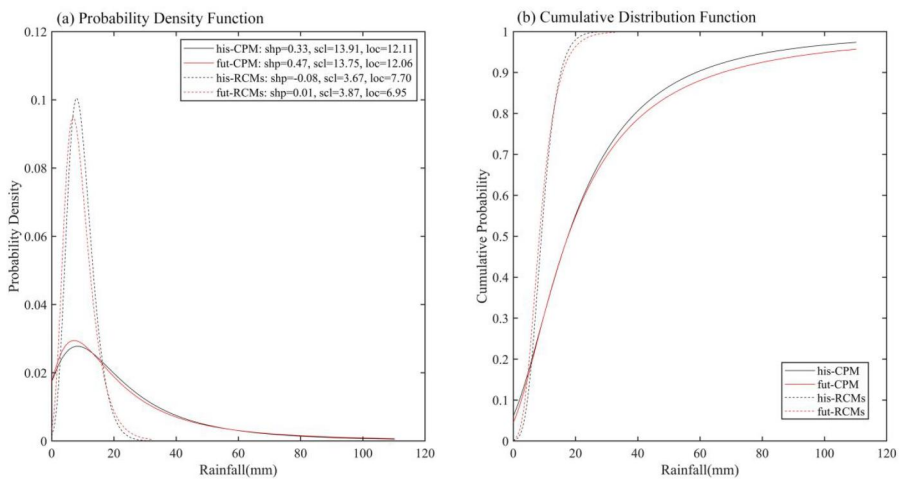 (a) Probability Density Function
0.12
0.1
0.08
0.06
0.04
0.02
0
Probability Density
his-CPM: shp=0.33, scl=13.91, loc=12.11
fut-CPM: shp=0.47, scl=13.75, loc=12.06
his-RCMs: shp=-0.08, scl=3.67, loc=7.70
fut-RCMs: shp=0.01, scl=3.87, loc=6.95
0 20 40 60 80 100 120
Rainfall(mm)
(b) Cumulative Distribution Function
1
0.9
0.8
0.7
0.6
0.5
0.4
0.3
0.2
0.1
0
Cumulative Probability
his-CPM
fut-CPM
his-RCMs
fut-RCMs
0 20 40 60 80 100 120
Rainfall(mm)